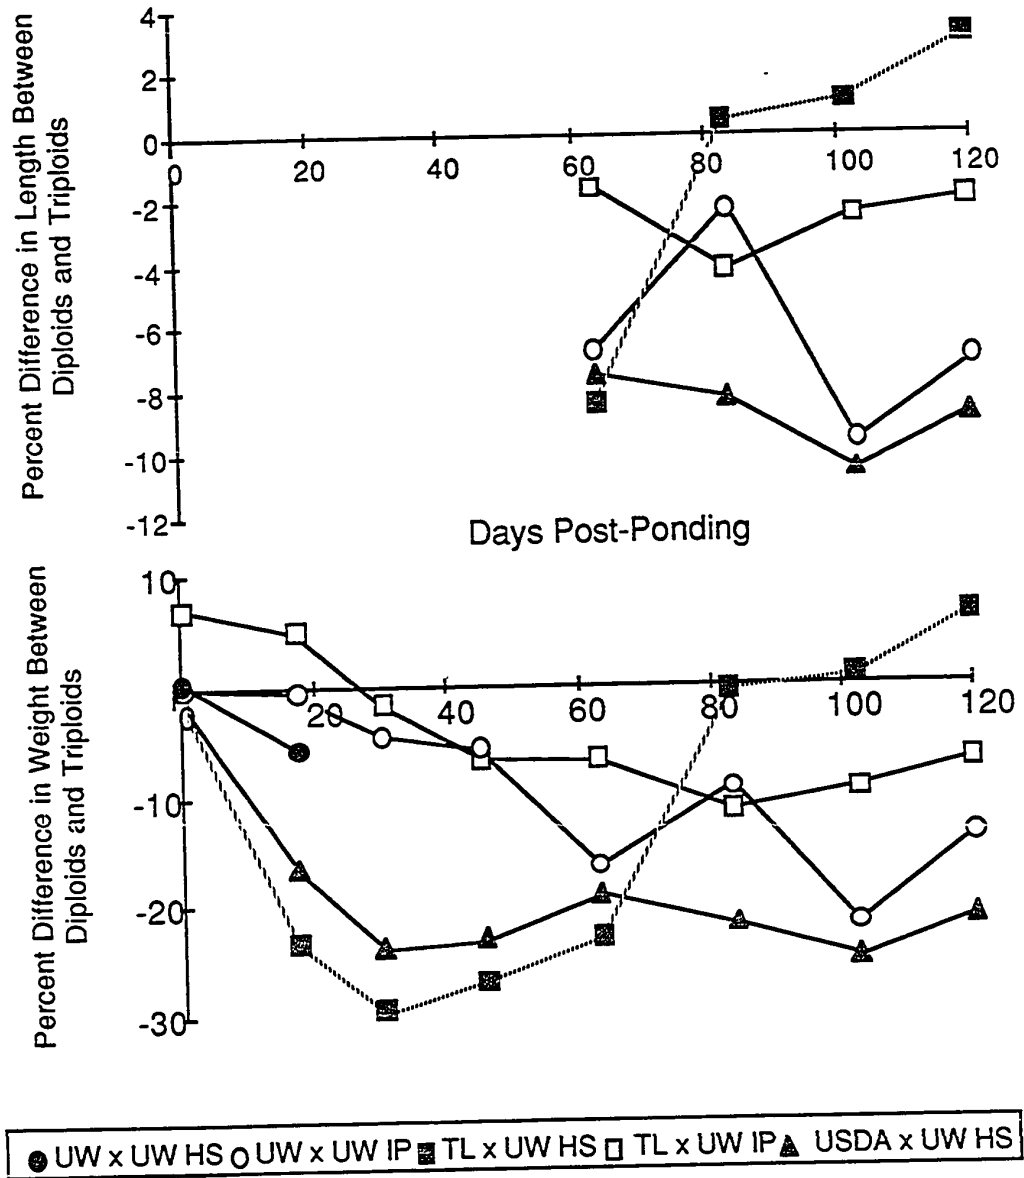 Percent Difference in Length Between
Diploids and Triploids
4
2
0
-2
-4
-6
-8
-10
-12
0 20 40 60 80 100 120
Days Post-Ponding
Percent Difference in Weight Between
Diploids and Triploids
10
-10
-20
-30
20 40 60 80 100 120
UW x UW HS UW x UW IP TL x UW HS TL x UW IP USDA x UW HS